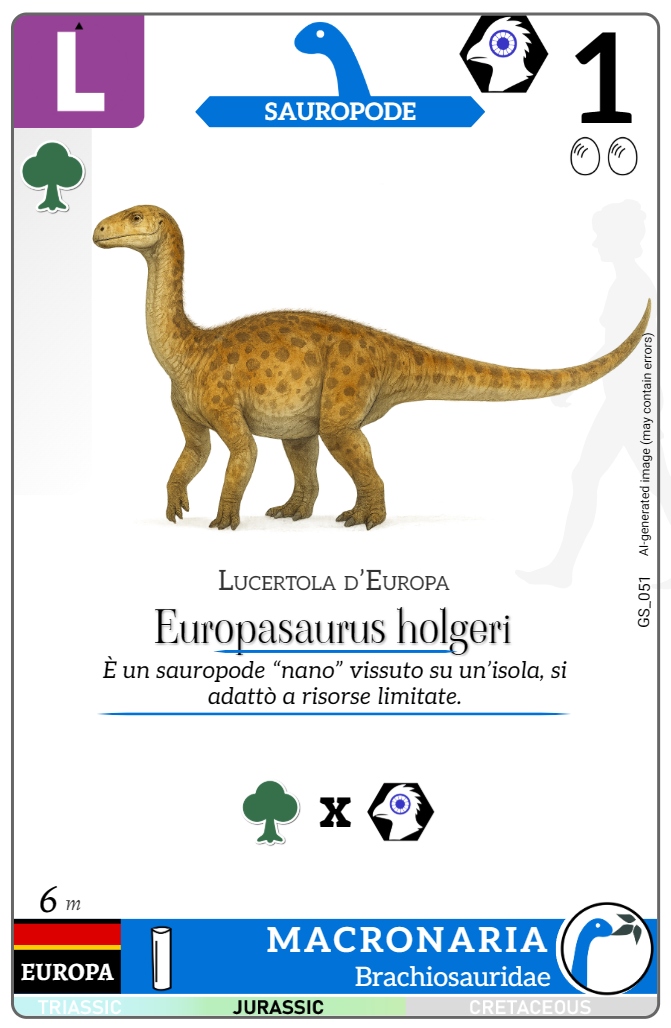 L
SAUROPODE
1
AI-generated image (may contain errors)
GS_051
Lucertola d’Europa
Europasaurus holgeri
È un sauropode “nano” vissuto su un’isola, si
adattò a risorse limitate.
x
6 m
EUROPA
MACRONARIA
Brachiosauridae
TRIASSIC JURASSIC CRETACEOUS